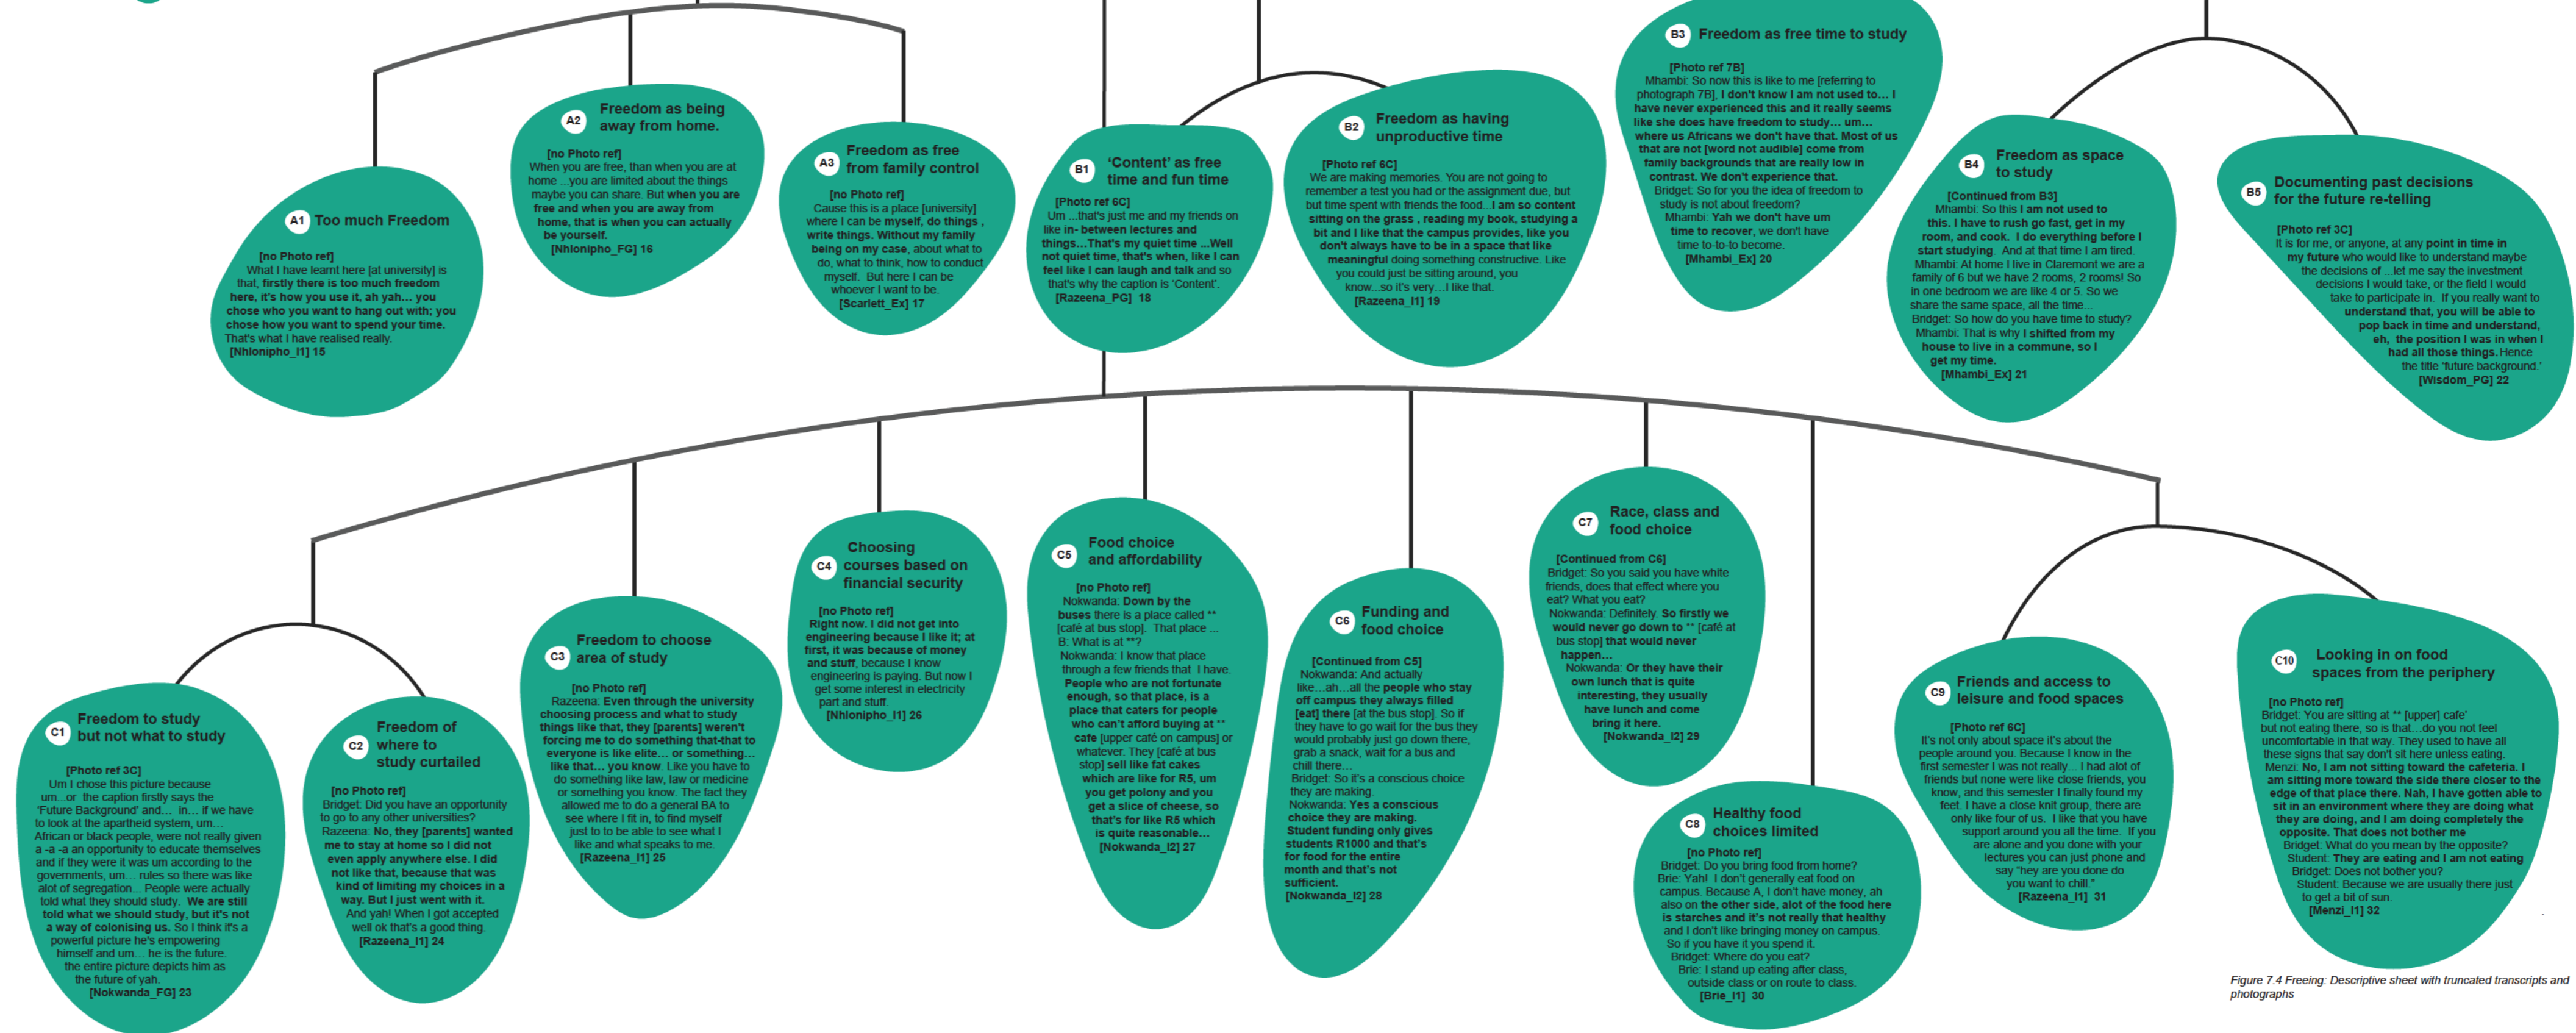 A1
Too much Freedom
[no Photo ref]
What I have learnt here [at university] is
that, firstly there is too much freedom
here, it's how you use it, ah yah… you
chose who you want to hang out with; you
chose how you want to spend your time.
That's what I have realised really.
[Nhlonipho_I1] 15
A2
Freedom as being
away from home.
[no Photo ref]
When you are free, than when you are at
home ...you are limited about the things
maybe you can share. But when you are
free and when you are away from
home, that is when you can actually
be yourself.
[Nhlonipho_FG] 16
A3
Freedom as free
from family control
[no Photo ref]
Cause this is a place [university]
where I can be myself, do things ,
write things. Without my family
being on my case, about what to
do, what to think, how to conduct
myself. But here I can be
whoever I want to be.
[Scarlett_Ex] 17
B1
‘Content’ as free
time and fun time
[Photo ref 6C]
Um ...that's just me and my friends on
like in- between lectures and
things…That's my quiet time ...Well
not quiet time, that's when, like I can
feel like I can laugh and talk and so
that's why the caption is 'Content'.
[Razeena_PG] 18
B2
Freedom as having
unproductive time
[Photo ref 6C]
We are making memories. You are not going to
remember a test you had or the assignment due, but
but time spent with friends the food...I am so content
sitting on the grass , reading my book, studying a
bit and I like that the campus provides, like you
don't always have to be in a space that like
meaningful doing something constructive. Like
you could just be sitting around, you
know...so it's very…I like that.
[Razeena_I1] 19
B3
Freedom as free time to study
[Photo ref 7B]
Mhambi: So now this is like to me [referring to
photograph 7B], I don't know I am not used to… I
have never experienced this and it really seems
like she does have freedom to study… um…
where us Africans we don't have that. Most of us
that are not [word not audible] come from
family backgrounds that are really low in
contrast. We don't experience that.
Bridget: So for you the idea of freedom to
study is not about freedom?
Mhambi: Yah we don't have um
time to recover, we don't have
time to-to-to become.
[Mhambi_Ex] 20
B4
Freedom as space
to study
[Continued from B3]
Mhambi: So this I am not used to
this. I have to rush go fast, get in my
room, and cook. I do everything before I
start studying. And at that time I am tired.
Mhambi: At home I live in Claremont we are a
family of 6 but we have 2 rooms, 2 rooms! So
in one bedroom we are like 4 or 5. So we
share the same space, all the time...
Bridget: So how do you have time to study?
Mhambi: That is why I shifted from my
house to live in a commune, so I
get my time.
[Mhambi_Ex] 21
B5
Documenting past decisions
for the future re-telling
[Photo ref 3C]
It is for me, or anyone, at any point in time in
my future who would like to understand maybe
the decisions of ...let me say the investment
decisions I would take, or the field I would
take to participate in. If you really want to
understand that, you will be able to
pop back in time and understand,
eh, the position I was in when I
had all those things. Hence
the title 'future background.'
[Wisdom_PG] 22
C1
Freedom to study
but not what to study
[Photo ref 3C]
Um I chose this picture because
um...or the caption firstly says the
'Future Background' and… in… if we have
to look at the apartheid system, um…
African or black people, were not really given
a -a -a an opportunity to educate themselves
and if they were it was um according to the
governments, um… rules so there was like
alot of segregation... People were actually
told what they should study. We are still
told what we should study, but it's not
a way of colonising us. So I think it's a
powerful picture he's empowering
himself and um… he is the future.
the entire picture depicts him as
the future of yah.
[Nokwanda_FG] 23
C2
Freedom of
where to
study curtailed
[no Photo ref]
Bridget: Did you have an opportunity
to go to any other universities?
Razeena: No, they [parents] wanted
me to stay at home so I did not
even apply anywhere else. I did
not like that, because that was
kind of limiting my choices in a
way. But I just went with it.
And yah! When I got accepted
well ok that's a good thing.
[Razeena_I1] 24
C3
Freedom to choose
area of study
[no Photo ref]
Razeena: Even through the university
choosing process and what to study
things like that, they [parents] weren't
forcing me to do something that-that to
everyone is like elite… or something…
like that… you know. Like you have to
do something like law, law or medicine
or something you know. The fact they
allowed me to do a general BA to
see where I fit in, to find myself
just to to be able to see what I
like and what speaks to me.
[Razeena_I1] 25
C4
Choosing
courses based on
financial security
[no Photo ref]
Right now. I did not get into
engineering because I like it; at
first, it was because of money
and stuff, because I know
engineering is paying. But now I
get some interest in electricity
part and stuff.
[Nhlonipho_I1] 26
C5
Food choice
and affordability
[no Photo ref]
Nokwanda: Down by the
buses there is a place called **
[café at bus stop]. That place ...
B: What is at **?
Nokwanda: I know that place
through a few friends that I have.
People who are not fortunate
enough, so that place, is a
place that caters for people
who can't afford buying at **
cafe [upper café on campus] or
whatever. They [café at bus
stop] sell like fat cakes
which are like for R5, um
you get polony and you
get a slice of cheese, so
that's for like R5 which
is quite reasonable…
[Nokwanda_I2] 27
C6
Funding and
food choice
[Continued from C5]
Nokwanda: And actually
like…ah…all the people who stay
off campus they always filled
[eat] there [at the bus stop]. So if
they have to go wait for the bus they
would probably just go down there,
grab a snack, wait for a bus and
chill there…
Bridget: So it's a conscious choice
they are making.
Nokwanda: Yes a conscious
choice they are making.
Student funding only gives
students R1000 and that's
for food for the entire
month and that's not
sufficient.
[Nokwanda_I2] 28
C7
Race, class and
food choice
[Continued from C6]
Bridget: So you said you have white
friends, does that effect where you
eat? What you eat?
Nokwanda: Definitely. So firstly we
would never go down to ** [café at
bus stop] that would never
happen…
Nokwanda: Or they have their
own lunch that is quite
interesting, they usually
have lunch and come
bring it here.
[Nokwanda_I2] 29
C8
Healthy food
choices limited
[no Photo ref]
Bridget: Do you bring food from home?
Brie: Yah! I don't generally eat food on
campus. Because A, I don't have money, ah
also on the other side, alot of the food here
is starches and it's not really that healthy
and I don't like bringing money on campus.
So if you have it you spend it.
Bridget: Where do you eat?
Brie: I stand up eating after class,
outside class or on route to class.
[Brie_I1] 30
C9
Friends and access to
leisure and food spaces
[Photo ref 6C]
It's not only about space it's about the
people around you. Because I know in the
first semester I was not really... I had alot of
friends but none were like close friends, you
know, and this semester I finally found my
feet. I have a close knit group, there are
only like four of us. I like that you have
support around you all the time. If you
are alone and you done with your
lectures you can just phone and
say "hey are you done do
you want to chill."
[Razeena_I1] 31
C10
Looking in on food
spaces from the periphery
[no Photo ref]
Bridget: You are sitting at ** [upper] cafe'
but not eating there, so is that…do you not feel
uncomfortable in that way. They used to have all
these signs that say don't sit here unless eating.
Menzi: No, I am not sitting toward the cafeteria. I
am sitting more toward the side there closer to the
edge of that place there. Nah, I have gotten able to
sit in an environment where they are doing what
they are doing, and I am doing completely the
opposite. That does not bother me
Bridget: What do you mean by the opposite?
Student: They are eating and I am not eating
Bridget: Does not bother you?
Student: Because we are usually there just
to get a bit of sun.
[Menzi_I1] 32
Figure 7.4 Freeing: Descriptive sheet with truncated transcripts and
photographs